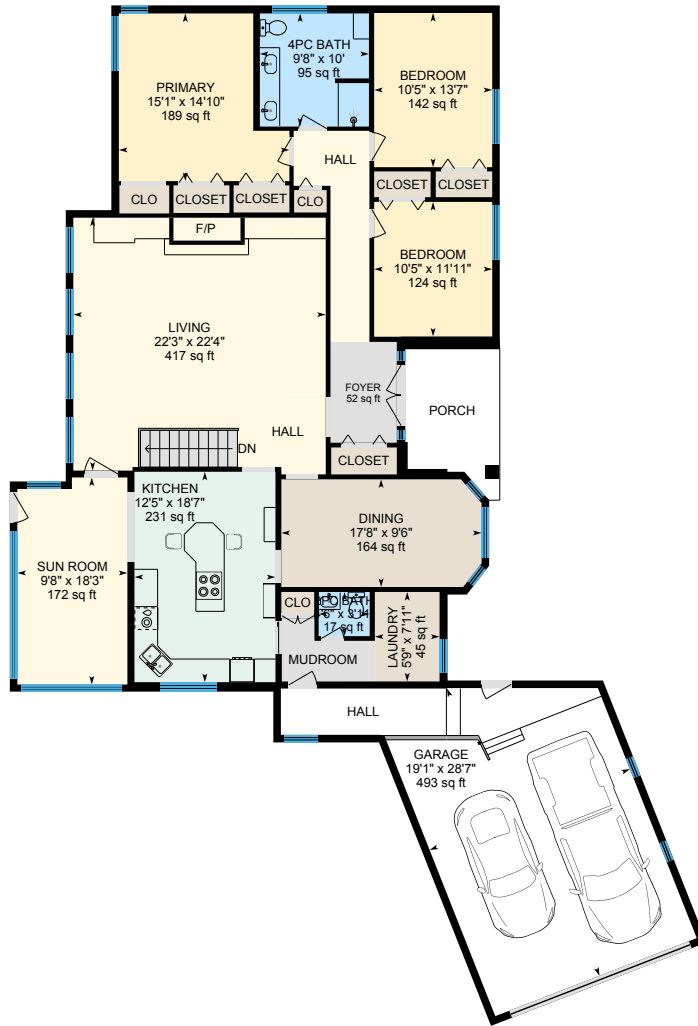 4PC BATH
9'8" x 10'
95 sq ft
PRIMARY
15'1" x 14'10"
189 sq ft
BEDROOM
10'5" x 13'7"
142 sq ft
HALL
CLO
CLOSET
CLOSET
CLO
CLOSET
CLOSET
F/P
BEDROOM
10'5" x 11'11"
124 sq ft
LIVING
22'3" x 22'4"
417 sq ft
FOYER
52 sq ft
PORCH
HALL
DN
CLOSET
KITCHEN
12'5" x 18'7"
231 sq ft
DINING
17'8" x 9'6"
164 sq ft
SUN ROOM
9'8" x 18'3"
172 sq ft
CLO
BATH
17 sq ft
LAUNDRY
5'9" x 7'11"
45 sq ft
MUDROOM
HALL
GARAGE
19'1" x 28'7"
493 sq ft